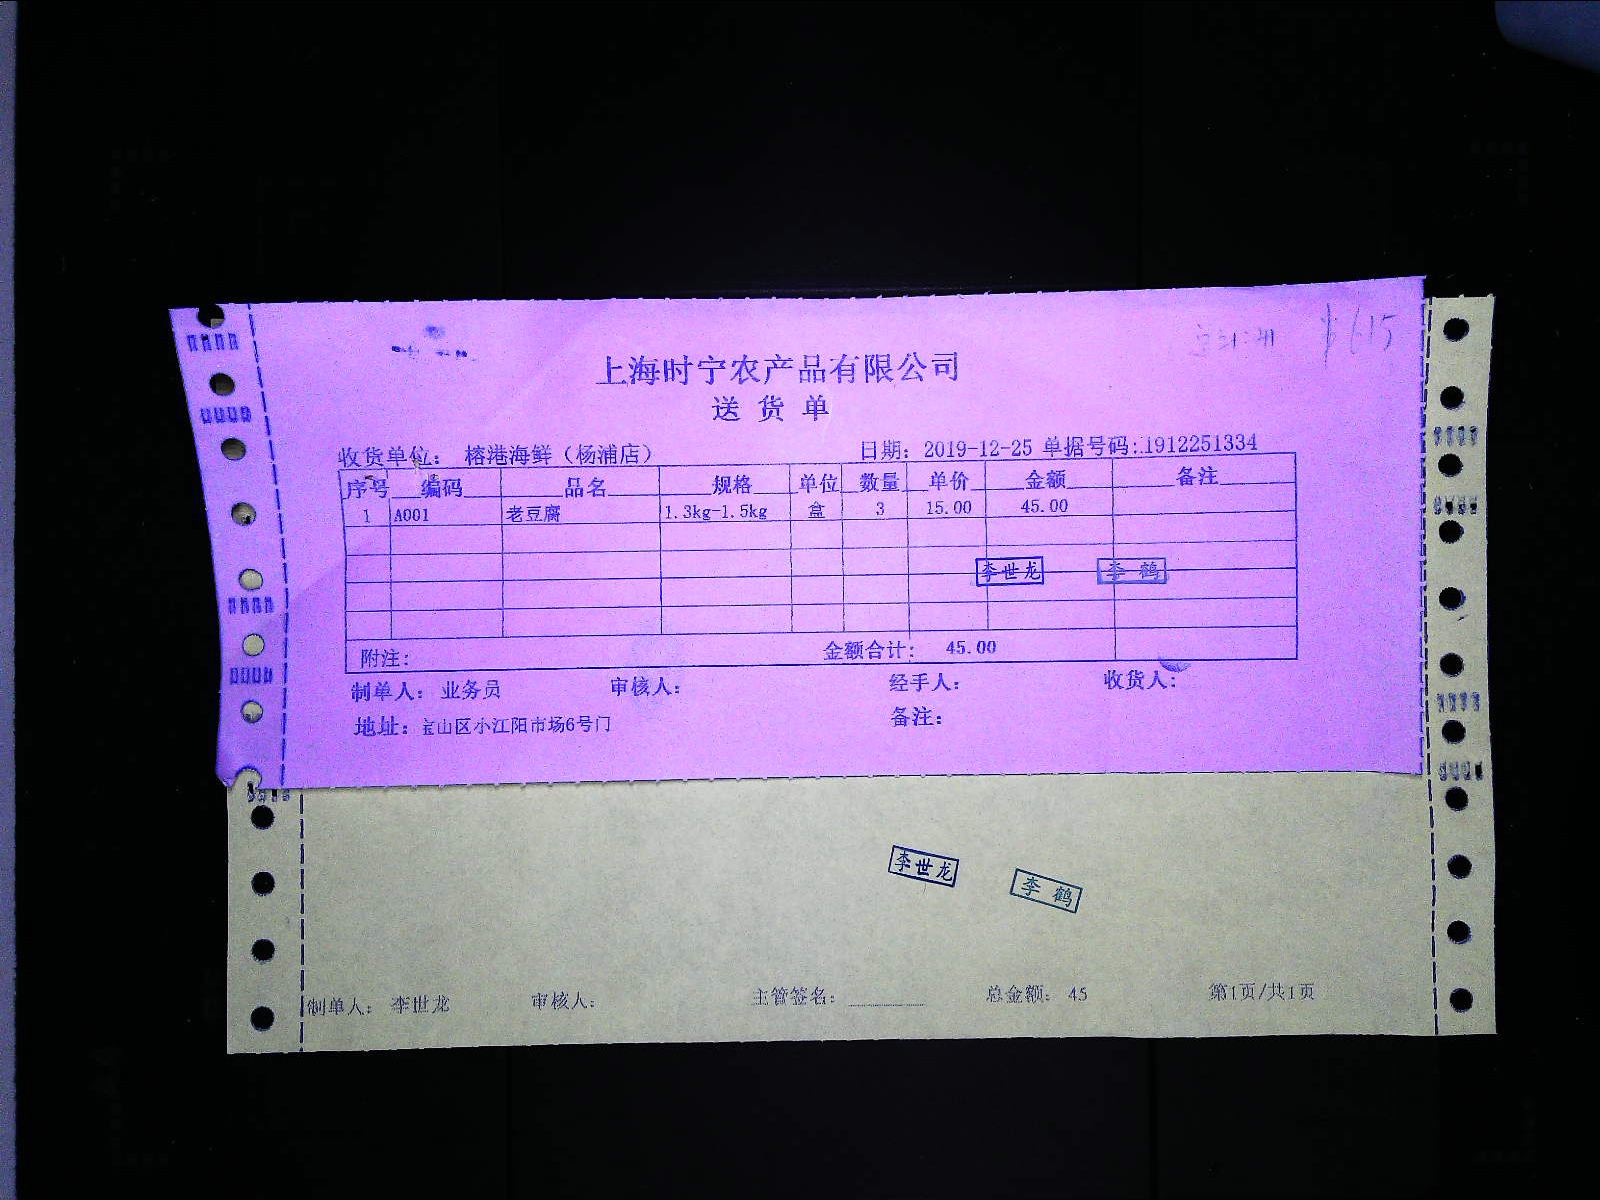 上海时宁农产品有限公司
送货单
收货单位: 榕港海鲜（杨浦店） 日期: 2019-12-25 单据号码:1912251334
序号 编码 品名 规格 单位 数量 单价 金额 备注
1 A001 老豆腐 1.3kg-1.5kg 盒 3 15.00 45.00
李世龙 李鹤
附注: 金额合计: 45.00
制单人: 业务员 审核人: 经手人: 收货人:
地址: 宝山区小江阳市场6号门 备注:
李世龙 李鹤
制单人: 李世龙 审核人: 主管签名: 总金额: 45 第1页/共1页